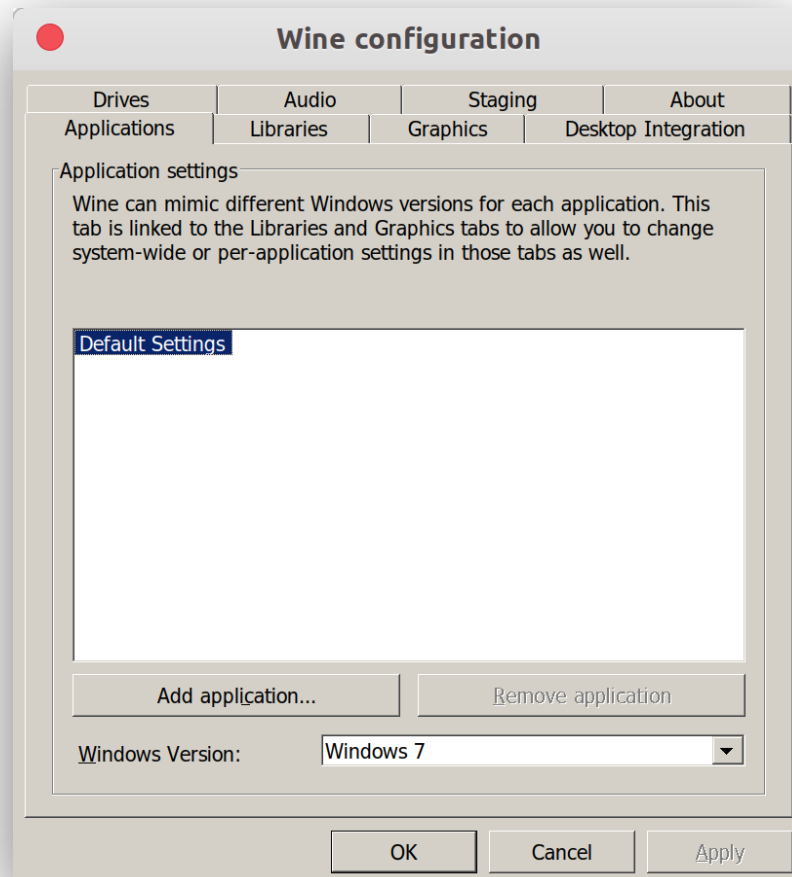 Wine configuration
Drives Audio Staging About
Applications Libraries Graphics Desktop Integration
Application settings
Wine can mimic different Windows versions for each application. This
tab is linked to the Libraries and Graphics tabs to allow you to change
system-wide or per-application settings in those tabs as well.
Default Settings
Add application... Remove application
Windows Version: Windows 7
OK Cancel Apply